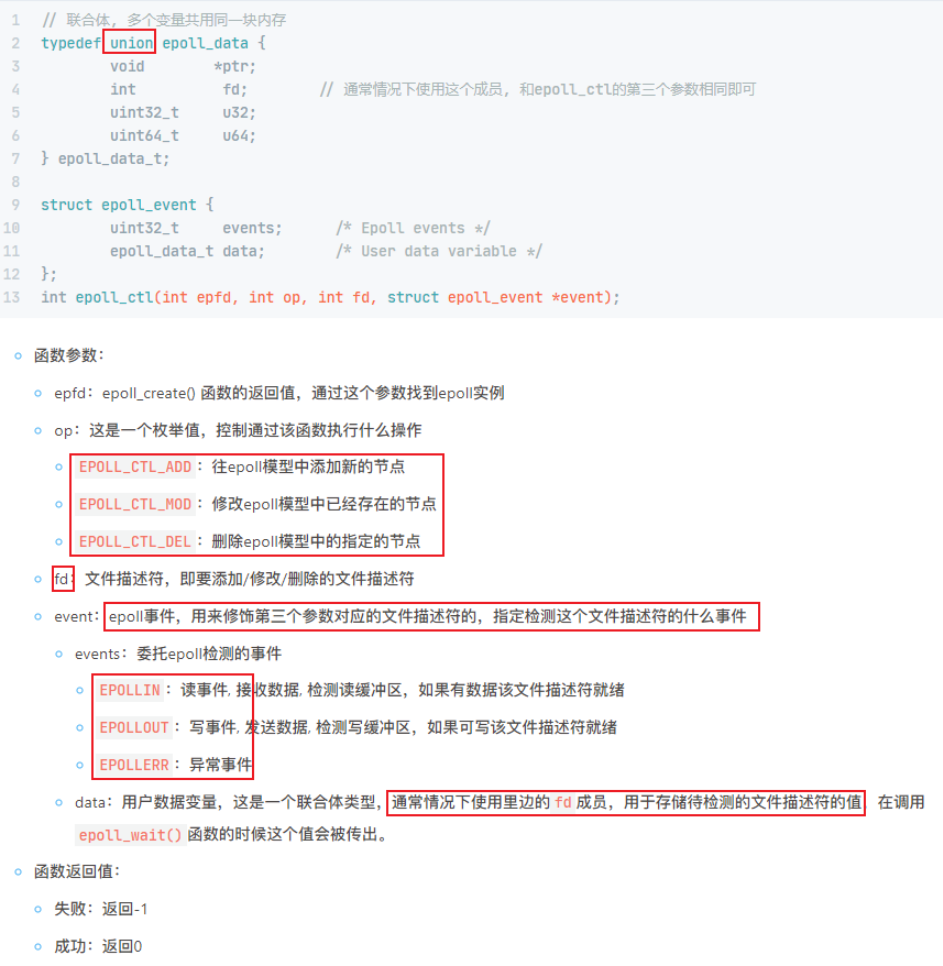 1 // 联合体, 多个变量共用同一块内存
2 typedef union epoll_data {
3 void *ptr;
4 int fd; // 通常情况下使用这个成员, 和epoll_ctl的第三个参数相同即可
5 uint32_t u32;
6 uint64_t u64;
7 } epoll_data_t;
8
9 struct epoll_event {
10 uint32_t events; /* Epoll events */
11 epoll_data_t data; /* User data variable */
12 };
13 int epoll_ctl(int epfd, int op, int fd, struct epoll_event *event);
函数参数：
epfd：epoll_create() 函数的返回值，通过这个参数找到epoll实例
op：这是一个枚举值，控制通过该函数执行什么操作
EPOLL_CTL_ADD：往epoll模型中添加新的节点
EPOLL_CTL_MOD：修改epoll模型中已经存在的节点
EPOLL_CTL_DEL：删除epoll模型中的指定的节点
fd：文件描述符，即要添加/修改/删除的文件描述符
event：epoll事件，用来修饰第三个参数对应的文件描述符的，指定检测这个文件描述符的什么事件
events：委托epoll检测的事件
EPOLLIN：读事件, 接收数据, 检测读缓冲区，如果有数据该文件描述符就绪
EPOLLOUT：写事件, 发送数据, 检测写缓冲区，如果可写该文件描述符就绪
EPOLLERR：异常事件
data：用户数据变量，这是一个联合体类型，通常情况下使用里边的 fd 成员，用于存储待检测的文件描述符的值，在调用
epoll_wait() 函数的时候这个值会被传出。
函数返回值：
失败：返回-1
成功：返回0